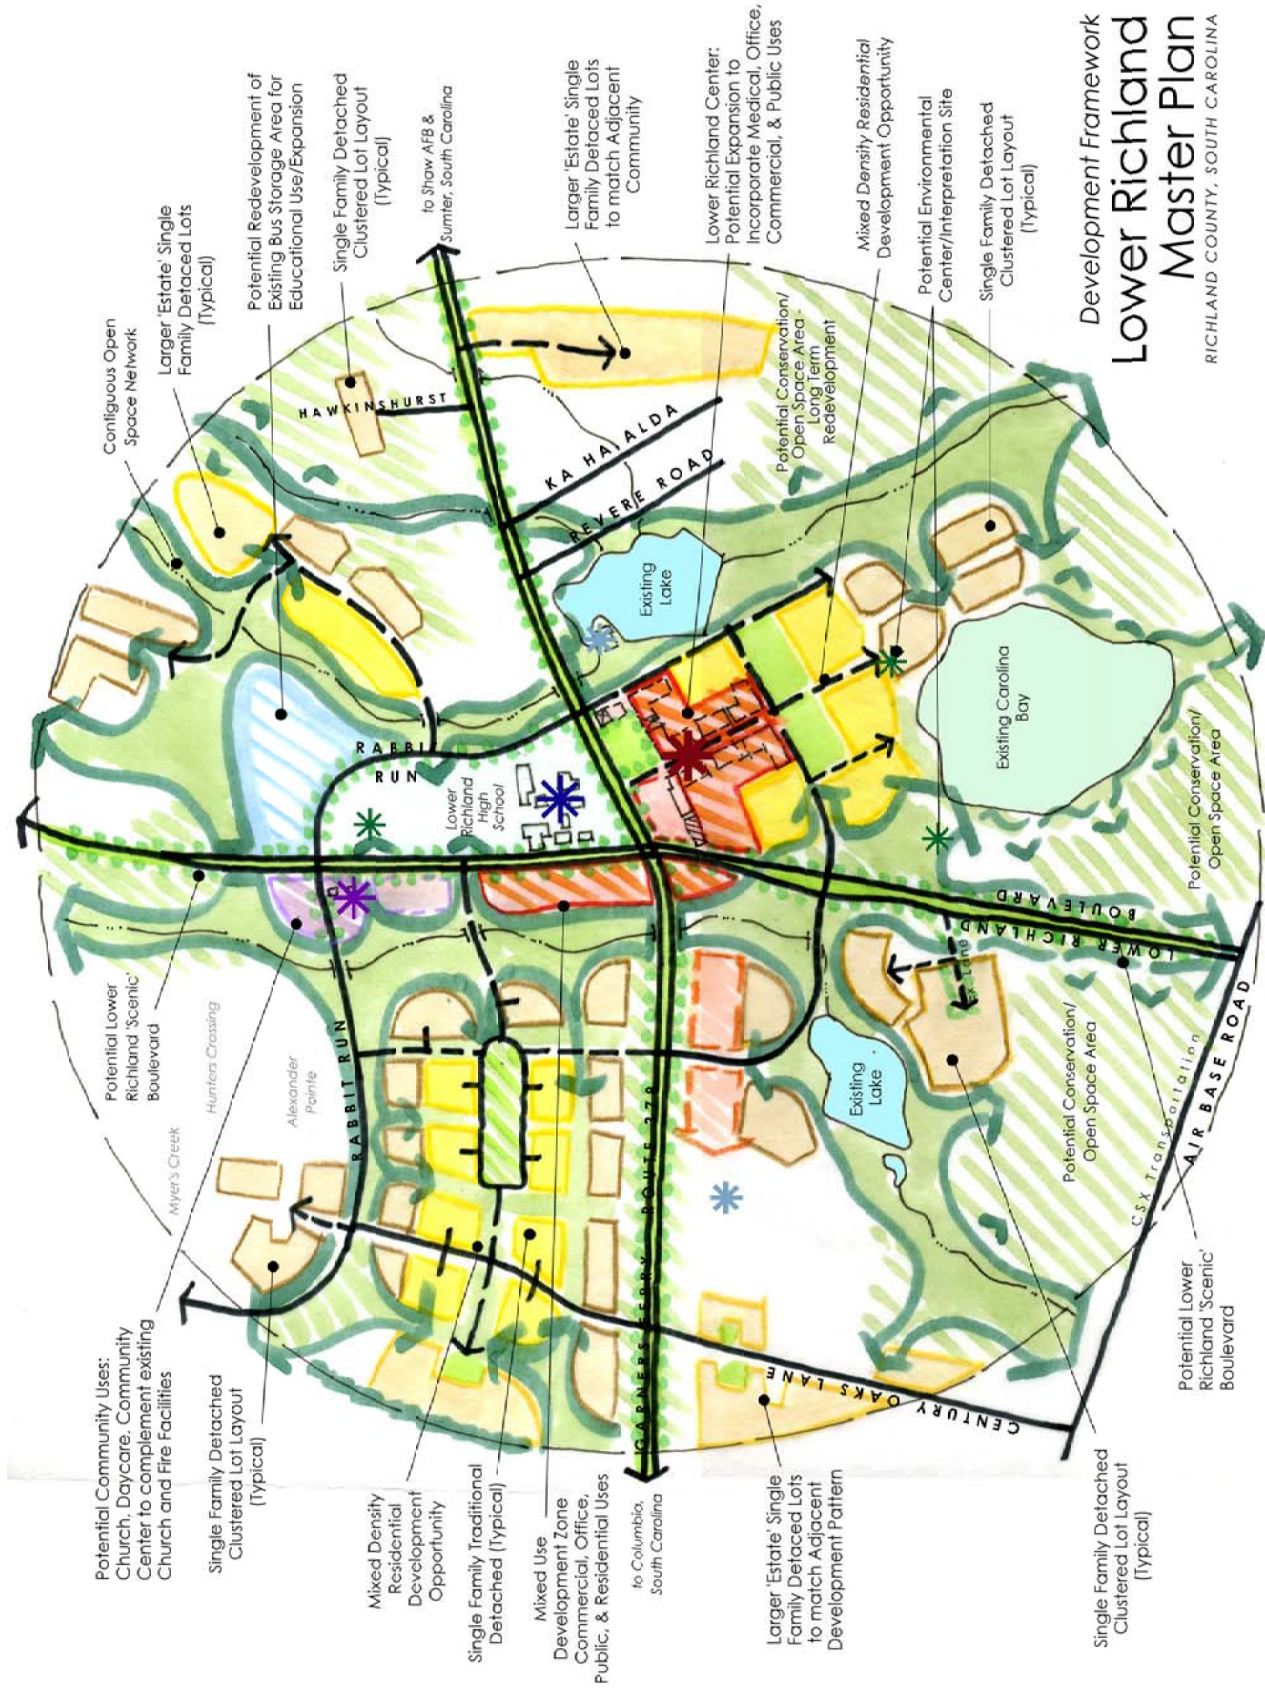 Development Framework
Lower Richland
Master Plan
RICHLAND COUNTY, SOUTH CAROLINA
Potential Community Uses:
Church, Daycare, Community
Center to complement existing
Church and Fire Facilities
Single Family Detached
Clustered Lot Layout
(Typical)
Mixed Density
Residential
Development
Opportunity
Single Family Traditional
Detached (Typical)
Mixed Use
Development Zone
Commercial, Office,
Public, & Residential Uses
to Columbia,
South Carolina
Larger 'Estate' Single
Family Detaced Lots
to match Adjacent
Development Pattern
Single Family Detached
Clustered Lot Layout
(Typical)
Potential Lower
Richland 'Scenic'
Boulevard
Potential Lower
Richland 'Scenic'
Boulevard
Contiguous Open
Space Network
Larger 'Estate' Single
Family Detaced Lots
(Typical)
Potential Redevelopment of
Existing Bus Storage Area for
Educational Use/Expansion
Single Family Detached
Clustered Lot Layout
(Typical)
to Shaw AFB &
Sumter, South Carolina
Larger 'Estate' Single
Family Detaced Lots
to match Adjacent
Community
Lower Richland Center:
Potential Expansion to
Incorporate Medical, Office,
Commercial, & Public Uses
Mixed Density Residential
Development Opportunity
Potential Environmental
Center/Interpretation Site
Single Family Detached
Clustered Lot Layout
(Typical)
Myer's Creek
Hunters Crossing
Alexander
Pointe
RABBIT RUN
RABBIT
RUN
Lower
Richland
High
School
HAWKINSHURST
KA HAVALDA
REVERE ROAD
Existing
Lake
Potential Conservation/
Open Space Area -
Long Term
Redevelopment
Existing Carolina
Bay
Potential Conservation/
Open Space Area
LOWER RICHLAND
BOULEVARD
Lane
Existing
Lake
Potential Conservation/
Open Space Area
CSX Transportation
AIR BASE ROAD
GARNERS FERRY ROUTE 378
CENTURY OAKS LANE